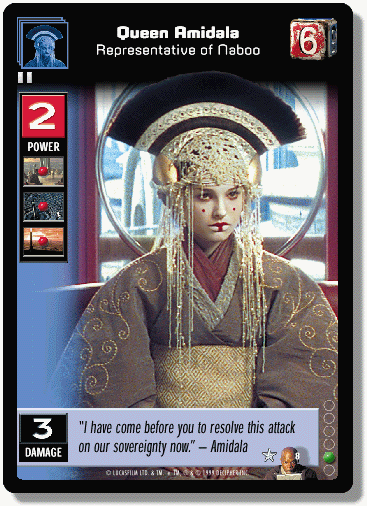 Queen Amidala
Representative of Naboo
6
2
POWER
3
DAMAGE
"I have come before you to resolve this attack
on our sovereignty now." – Amidala
8
© LUCASFILM LTD. & TM, ®, TM, & © 1999 DECIPHER INC.